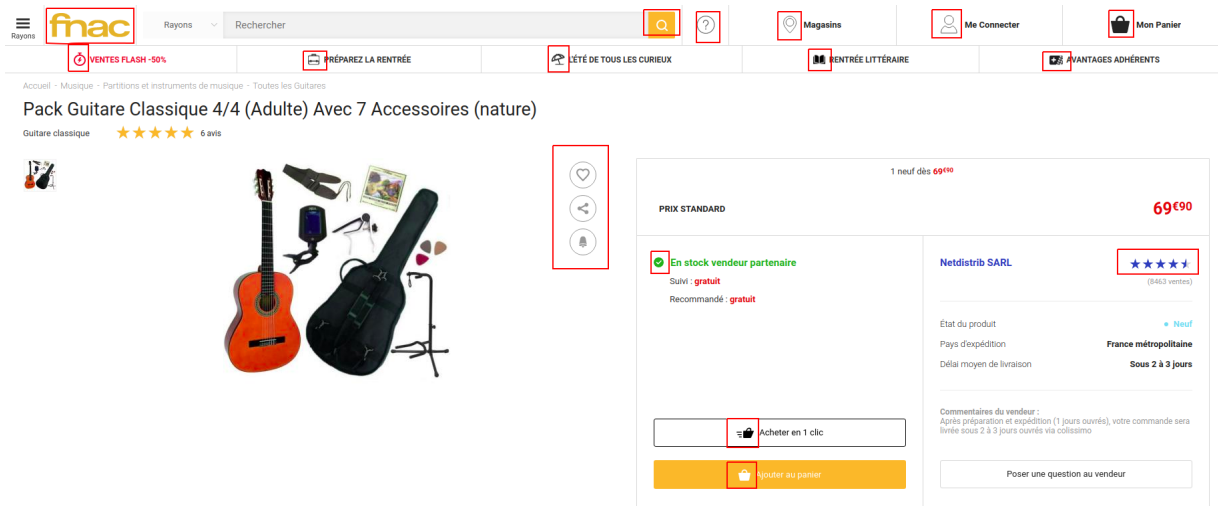 Rayons
fnac
Rayons
Rechercher
?
Magasins
Me Connecter
Mon Panier
VENTES FLASH -50%
PRÉPAREZ LA RENTRÉE
L'ÉTÉ DE TOUS LES CURIEUX
RENTRÉE LITTÉRAIRE
AVANTAGES ADHÉRENTS
Accueil - Musique - Partitions et instruments de musique - Toutes les Guitares
Pack Guitare Classique 4/4 (Adulte) Avec 7 Accessoires (nature)
Guitare classique 6 avis
1 neuf dès 69€90
PRIX STANDARD 69€90
En stock vendeur partenaire
Suivi : gratuit
Recommandé : gratuit
Acheter en 1 clic
Ajouter au panier
Netdistrib SARL
(8463 ventes)
État du produit Neuf
Pays d'expédition France métropolitaine
Délai moyen de livraison Sous 2 à 3 jours
Commentaires du vendeur :
Après préparation et expédition (1 jours ouvrés), votre commande sera
livrée sous 2 à 3 jours ouvrés via colissimo
Poser une question au vendeur